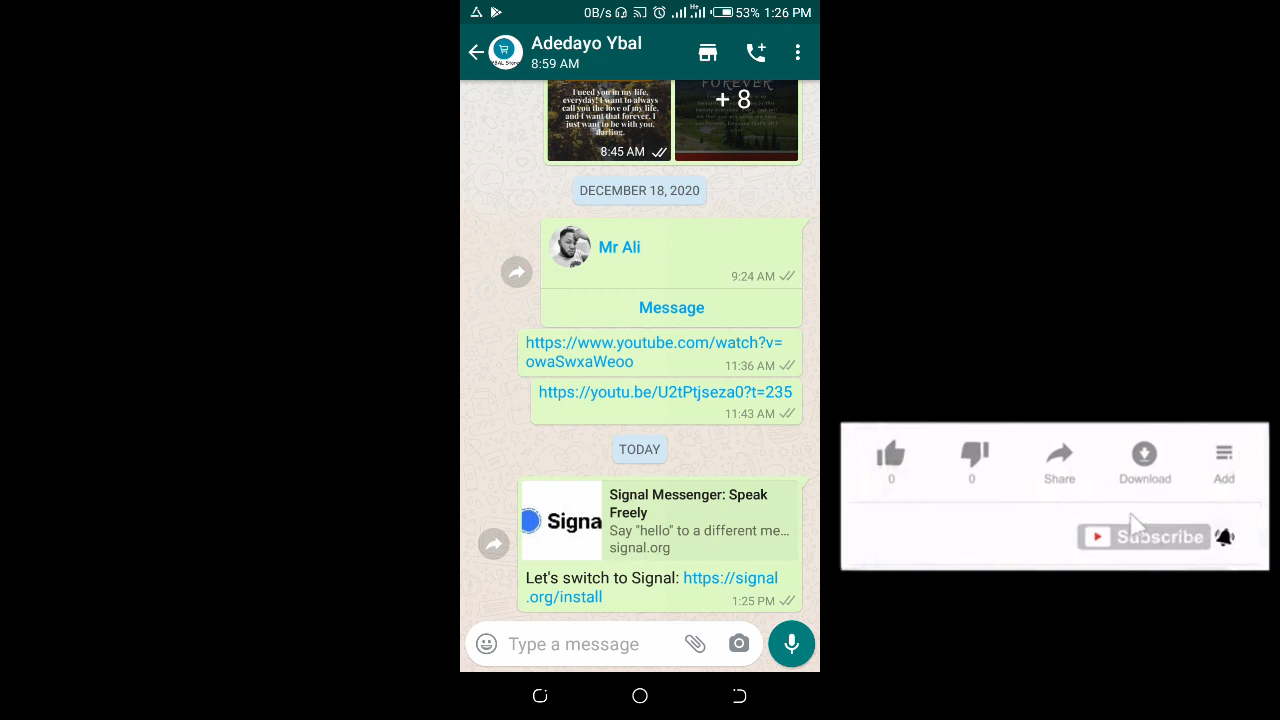 0B/s H+ 53% 1:26 PM
Adedayo Ybal
8:59 AM
I need you in my life,
everyday! I want to always
call you the love of my life,
and I want that forever. I
just want to be with you,
darling.
8:45 AM
FOREVER
+ 8
DECEMBER 18, 2020
Mr Ali
9:24 AM
Message
https://www.youtube.com/watch?v=
owaSwxaWeoo
11:36 AM
https://youtu.be/U2tPtjseza0?t=235
11:43 AM
TODAY
Signa
Signal Messenger: Speak
Freely
Say "hello" to a different me...
signal.org
Let's switch to Signal: https://signal
.org/install
1:25 PM
Type a message
0 0 Share Download Add
Subscribe